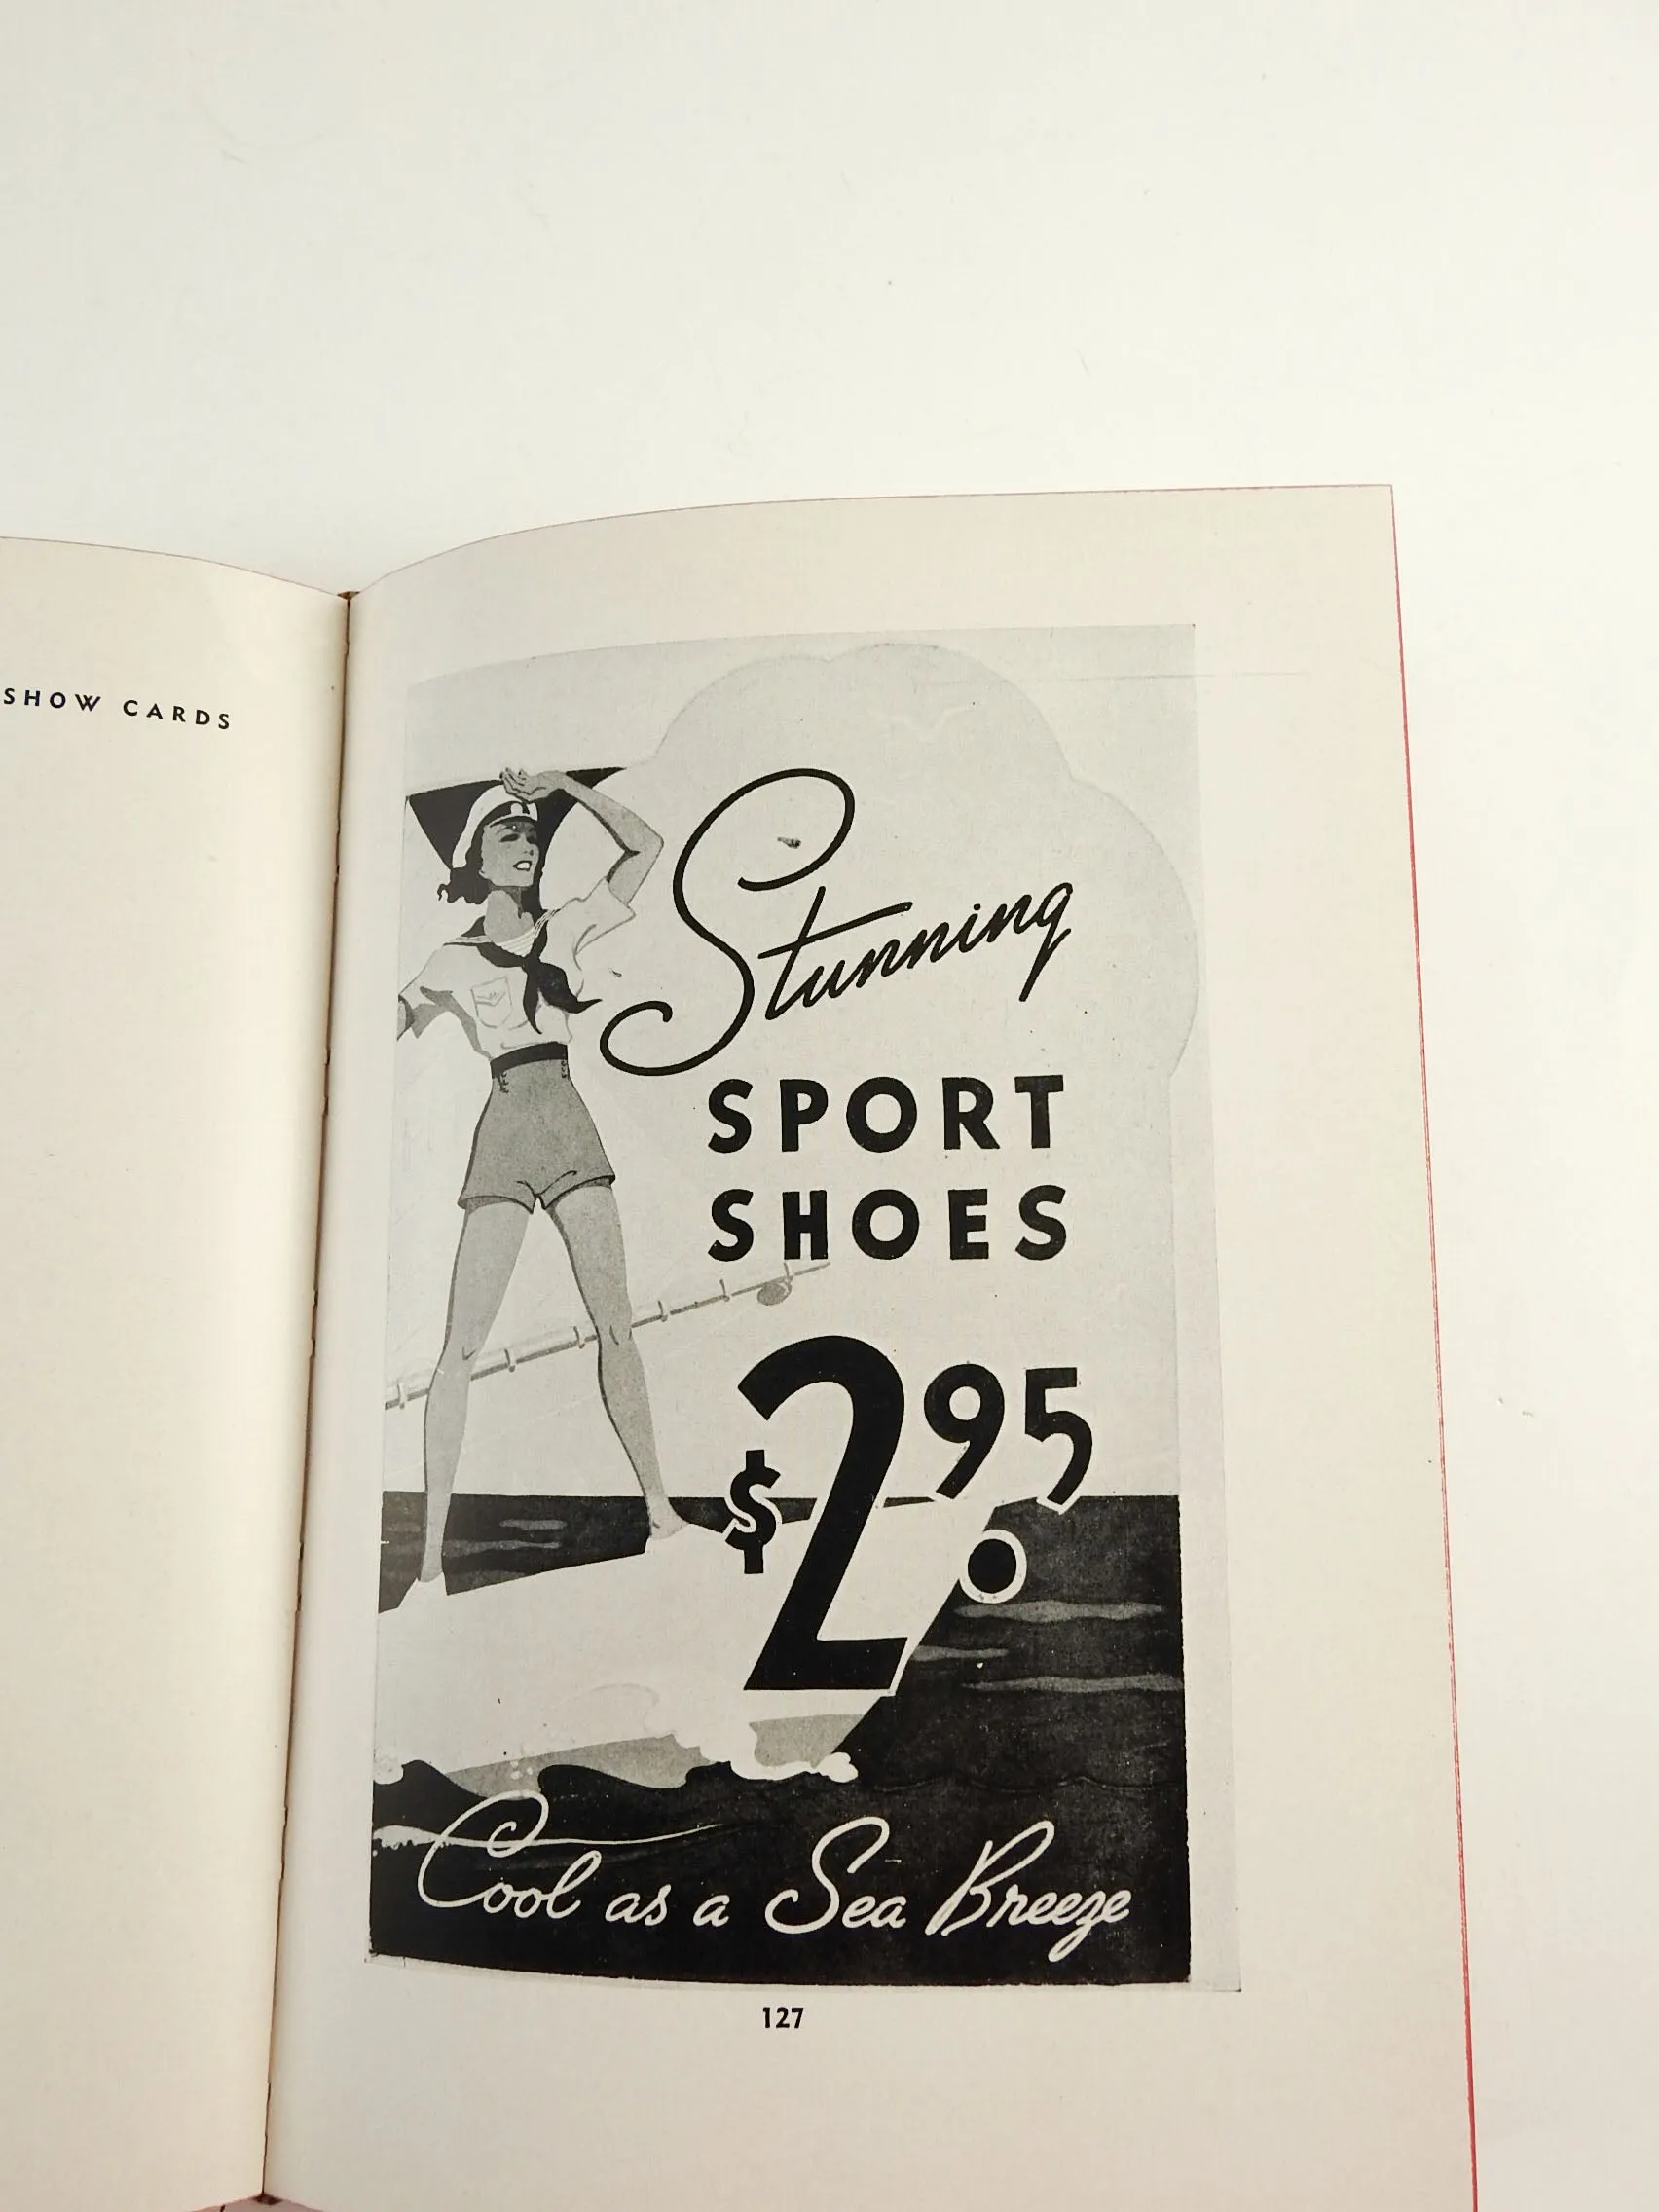 SHOW CARDS
Stunning
SPORT
SHOES
$2.95
Cool as a Sea Breeze
127